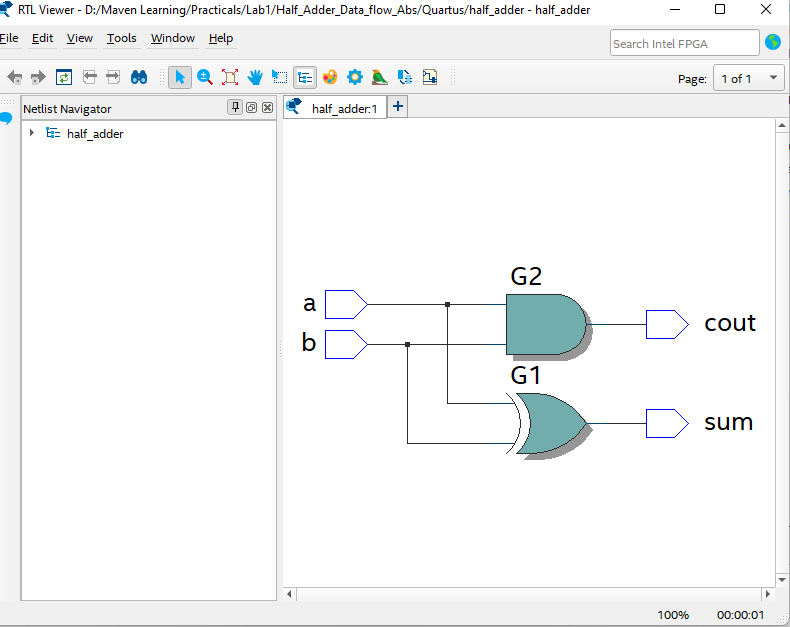 RTL Viewer - D:/Maven Learning/Practicals/Lab1/Half_Adder_Data_flow_Abs/Quartus/half_adder - half_adder
File Edit View Tools Window Help
Search Intel FPGA
Page: 1 of 1
Netlist Navigator
half_adder:1
half_adder
G2
a
cout
b
G1
sum
100% 00:00:01